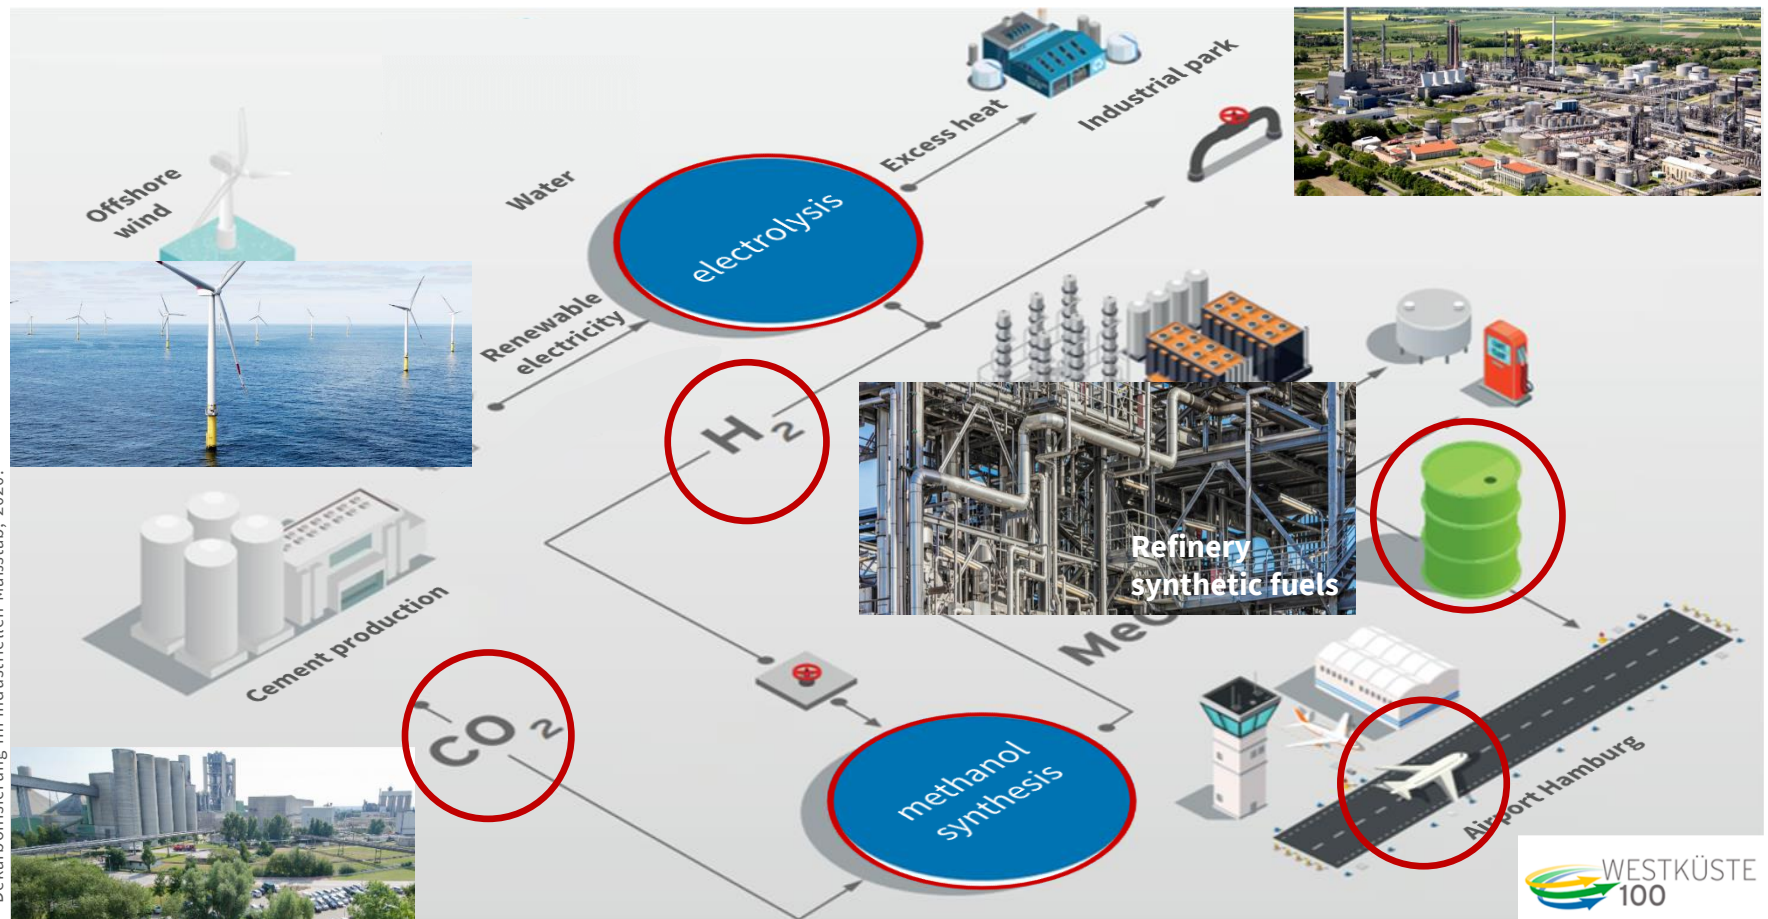 Offshore
wind
Water
electrolysis
Excess heat
Industrial park
Renewable
electricity
H2
Refinery
synthetic fuels
Cement production
CO2
methanol
synthesis
Airport Hamburg
WESTKÜSTE
100